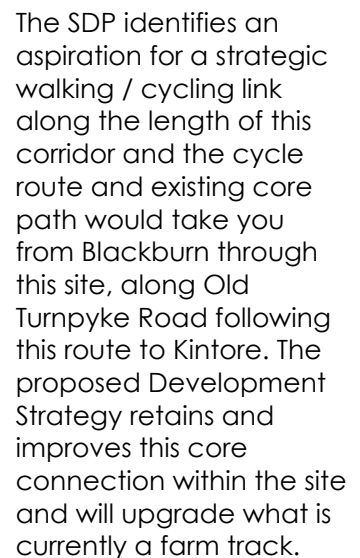 The SDP identifies an
aspiration for a strategic
walking / cycling link
along the length of this
corridor and the cycle
route and existing core
path would take you
from Blackburn through
this site, along Old
Turnpyke Road following
this route to Kintore. The
proposed Development
Strategy retains and
improves this core
connection within the site
and will upgrade what is
currently a farm track.